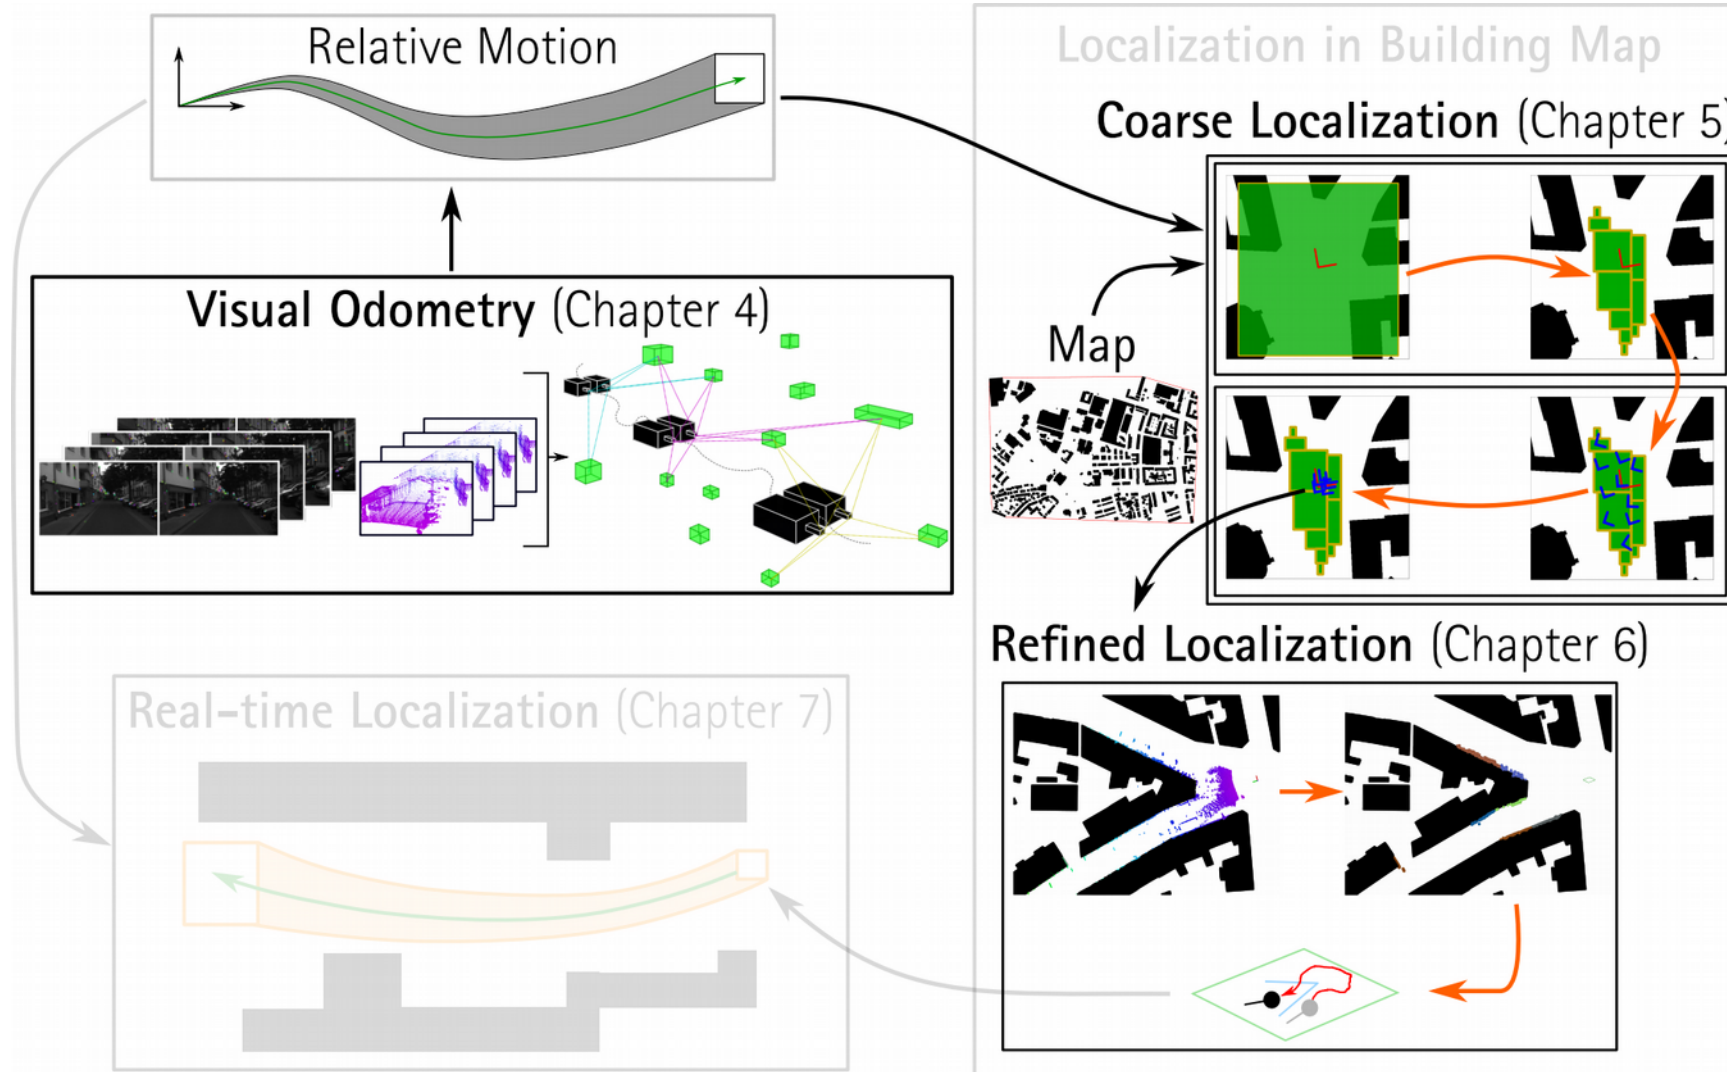 Relative Motion
Localization in Building Map
Coarse Localization (Chapter 5)
Visual Odometry (Chapter 4)
Map
Refined Localization (Chapter 6)
Real-time Localization (Chapter 7)